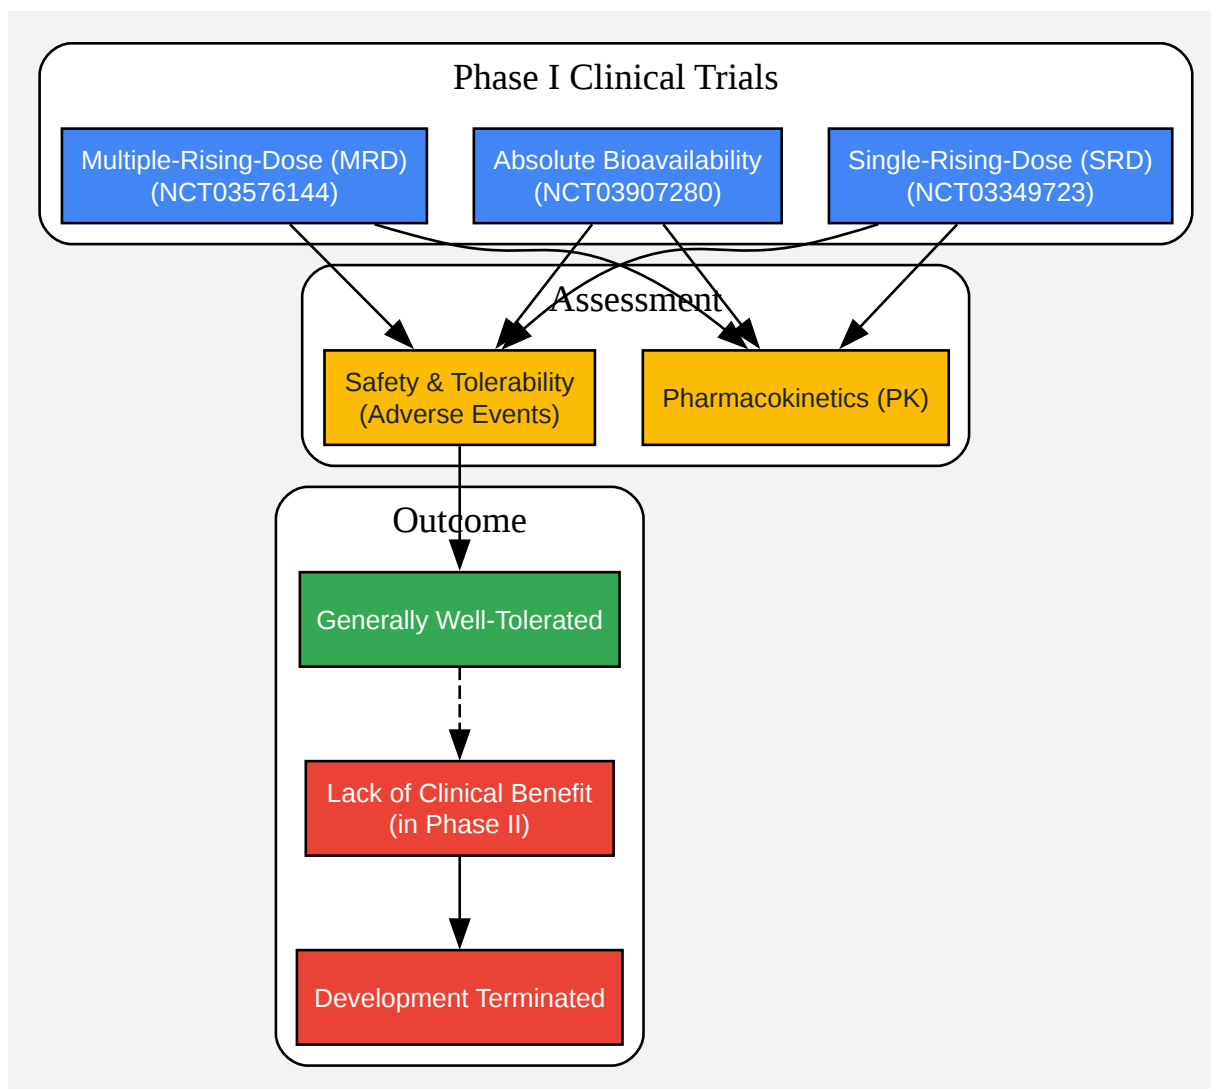 Phase I Clinical Trials
Multiple-Rising-Dose (MRD)
(NCT03576144)
Absolute Bioavailability
(NCT03907280)
Single-Rising-Dose (SRD)
(NCT03349723)
Assessment
Safety & Tolerability
(Adverse Events)
Pharmacokinetics (PK)
Outcome
Generally Well-Tolerated
Lack of Clinical Benefit
(in Phase II)
Development Terminated